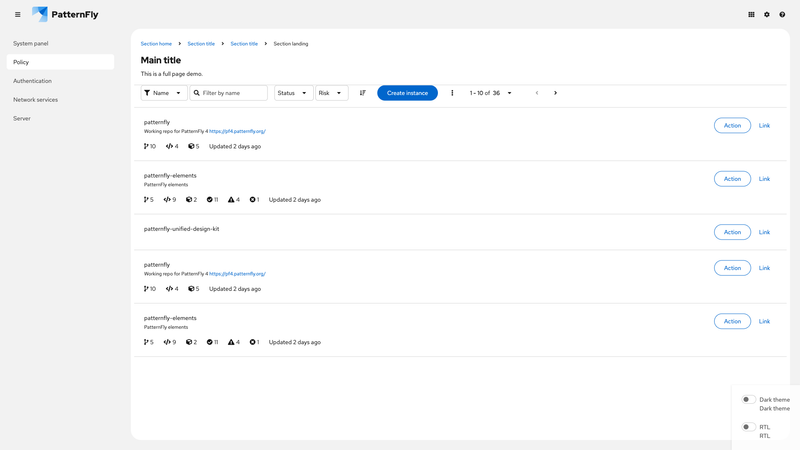 PatternFly
System panel
Policy
Authentication
Network services
Server
Section home Section title Section title Section landing
Main title
This is a full page demo.
Name Filter by name Status Risk Create instance 1 - 10 of 36
patternfly
Working repo for PatternFly 4 https://pf4.patternfly.org/
10 4 5 Updated 2 days ago
Action Link
patternfly-elements
PatternFly elements
5 9 2 11 4 1 Updated 2 days ago
Action Link
patternfly-unified-design-kit
Action Link
patternfly
Working repo for PatternFly 4 https://pf4.patternfly.org/
10 4 5 Updated 2 days ago
Action Link
patternfly-elements
PatternFly elements
5 9 2 11 4 1 Updated 2 days ago
Action Link
Dark theme
Dark theme
RTL
RTL